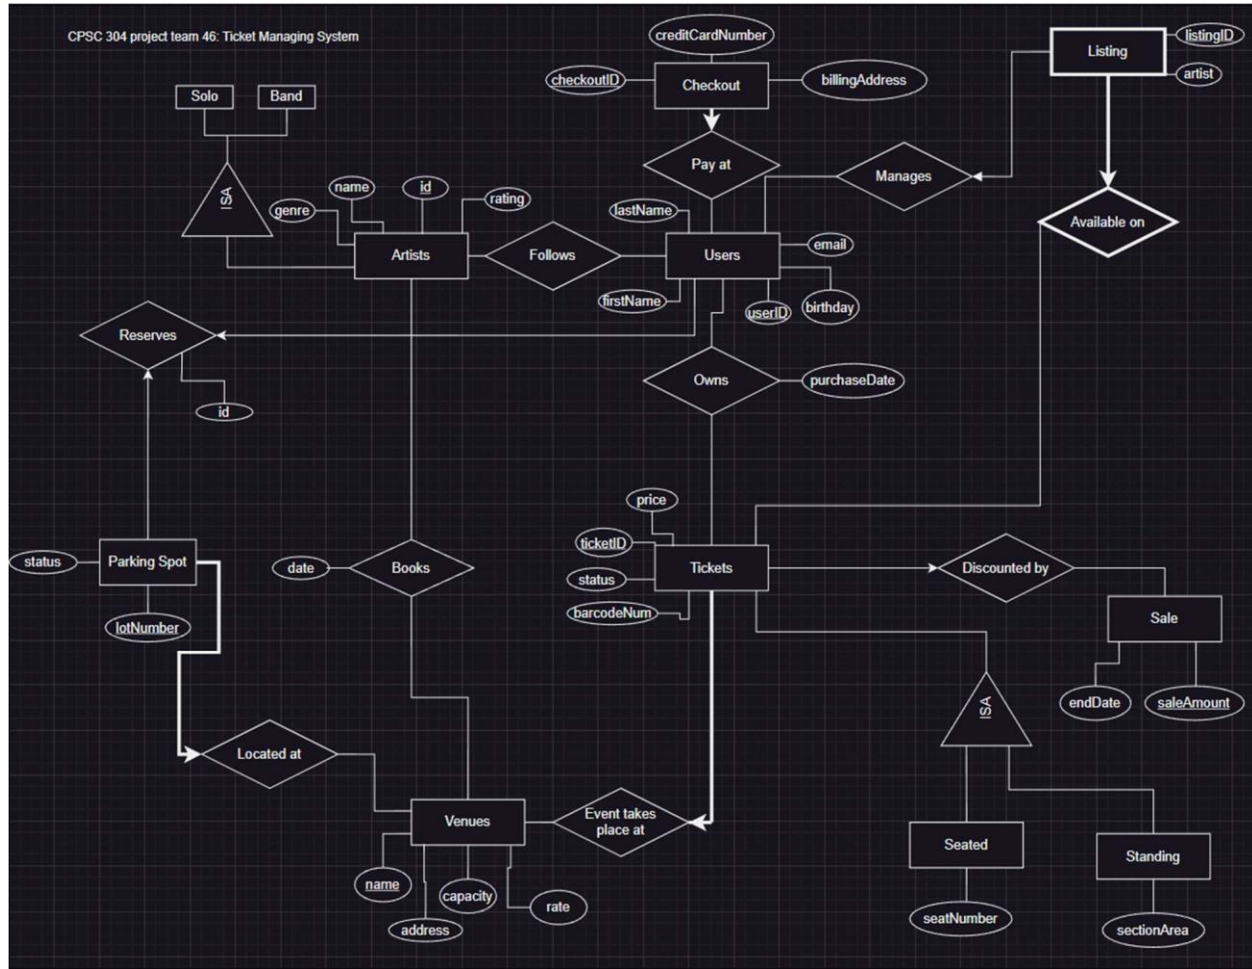 CPSC 304 project team 46: Ticket Managing System
creditCardNumber
listingID
Listing
artist
checkoutID
Checkout
billingAddress
Solo
Band
Pay at
Manages
ISA
name
id
rating
genre
lastName
Available on
Artists
Follows
Users
email
firstName
userID
birthday
Reserves
id
Owns
purchaseDate
price
ticketID
status
Parking Spot
date
Books
status
Tickets
Discounted by
barcodeNum
lotNumber
Sale
endDate
saleAmount
ISA
Located at
Venues
Event takes
place at
Seated
Standing
name
capacity
rate
address
seatNumber
sectionArea